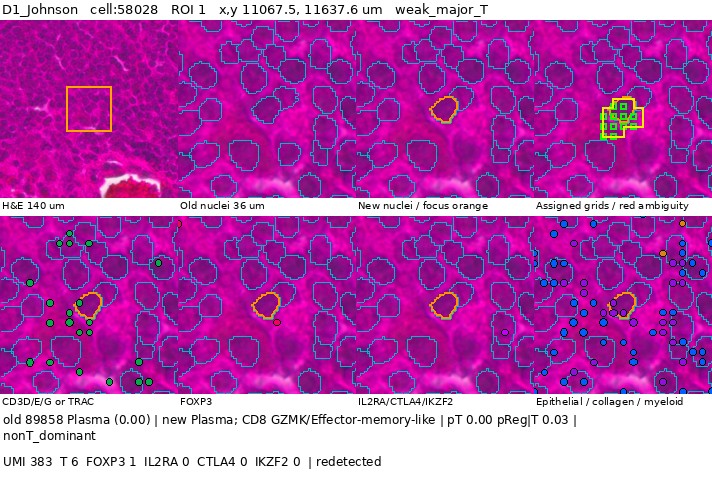 D1_Johnson cell:58028 ROI 1 x,y 11067.5, 11637.6 um weak_major_T
H&E 140 um
Old nuclei 36 um
New nuclei / focus orange
Assigned grids / red ambiguity
CD3D/E/G or TRAC
FOXP3
IL2RA/CTLA4/IKZF2
Epithelial / collagen / myeloid
old 89858 Plasma (0.00) | new Plasma; CD8 GZMK/Effector-memory-like | pT 0.00 pReg|T 0.03 |
nonT_dominant
UMI 383 T 6 FOXP3 1 IL2RA 0 CTLA4 0 IKZF2 0 | redetected